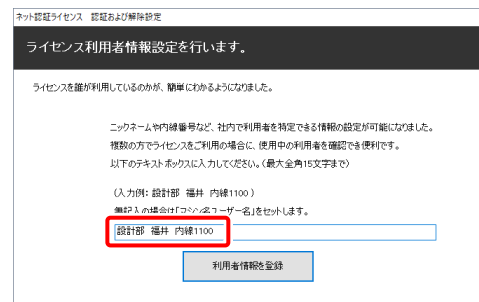 ネット認証ライセンス 認証および解除設定
ライセンス利用者情報設定を行います。
ライセンスを誰が利用しているのかが、簡単にわかるようになりました。
ニックネームや内線番号など、社内で利用者を特定できる情報の設定が可能になりました。
複数の方でライセンスをご利用の場合に、使用中の利用者を確認でき便利です。
以下のテキストボックスに入力してください。(最大全角15文字まで)
(入力例: 設計部 福井 内線1100 )
無記入の場合は「マシン名ユーザー名」をセットします。
設計部 福井 内線1100
利用者情報を登録